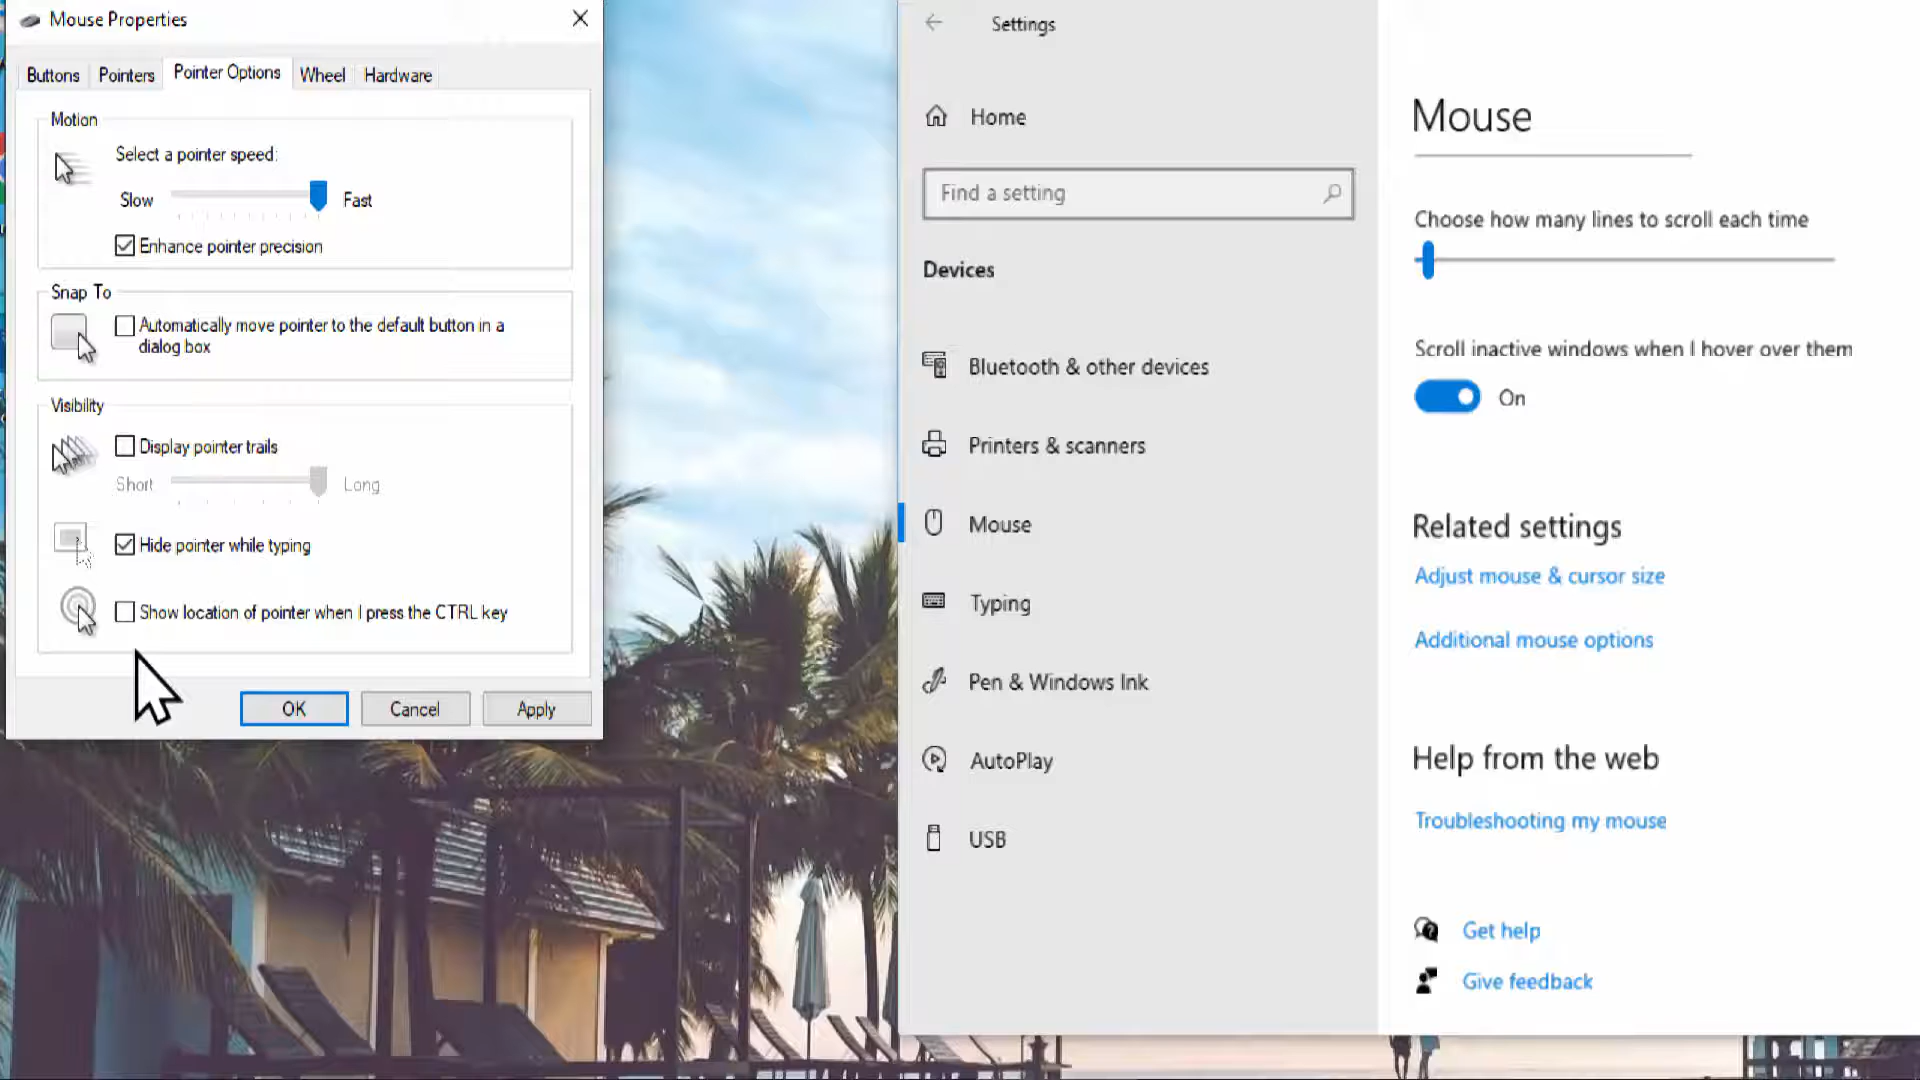 Mouse Properties
Buttons
Pointers
Pointer Options
Wheel
Hardware
Motion
Select a pointer speed:
Slow
Fast
Enhance pointer precision
Snap To
Automatically move pointer to the default button in a
dialog box
Visibility
Display pointer trails
Short
Long
Hide pointer while typing
Show location of pointer when I press the CTRL key
OK
Cancel
Apply
Settings
Home
Find a setting
Devices
Bluetooth & other devices
Printers & scanners
Mouse
Typing
Pen & Windows Ink
AutoPlay
USB
Mouse
Choose how many lines to scroll each time
Scroll inactive windows when I hover over them
On
Related settings
Adjust mouse & cursor size
Additional mouse options
Help from the web
Troubleshooting my mouse
Get help
Give feedback